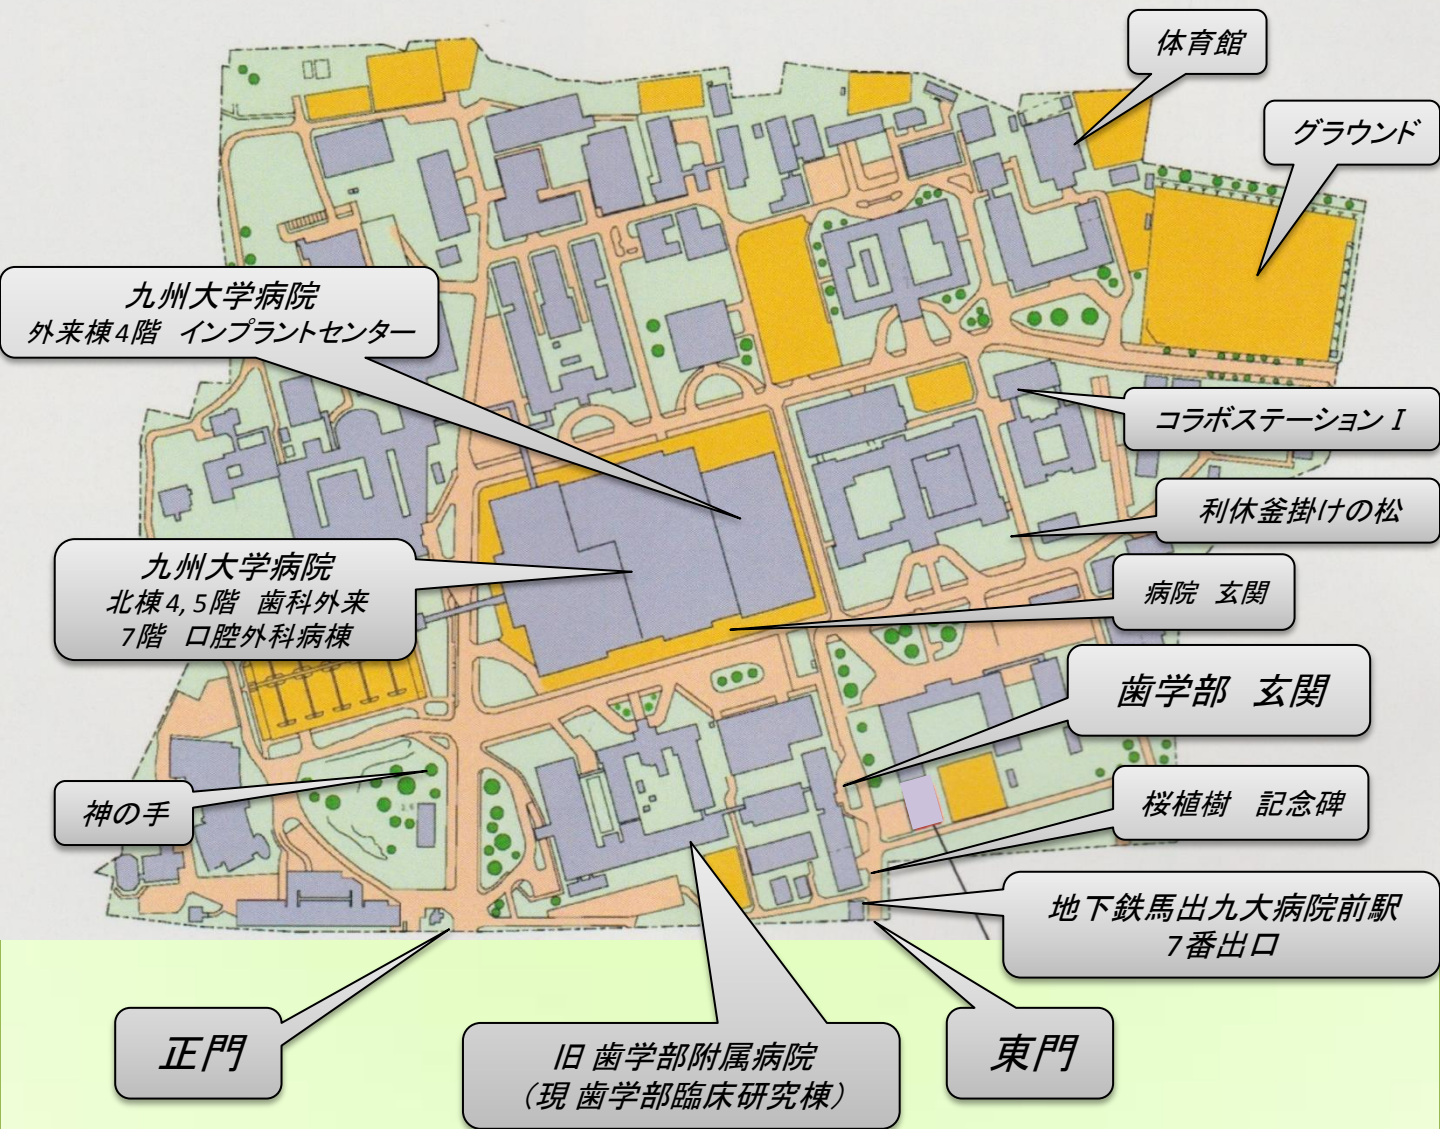 体育館
グラウンド
九州大学病院
外来棟4階 インプラントセンター
コラボステーション I
利休釜掛けの松
九州大学病院
北棟4, 5階 歯科外来
7階 口腔外科病棟
病院 玄関
歯学部 玄関
神の手
桜植樹 記念碑
地下鉄馬出九大病院前駅
7番出口
正門
旧 歯学部附属病院
（現 歯学部臨床研究棟）
東門